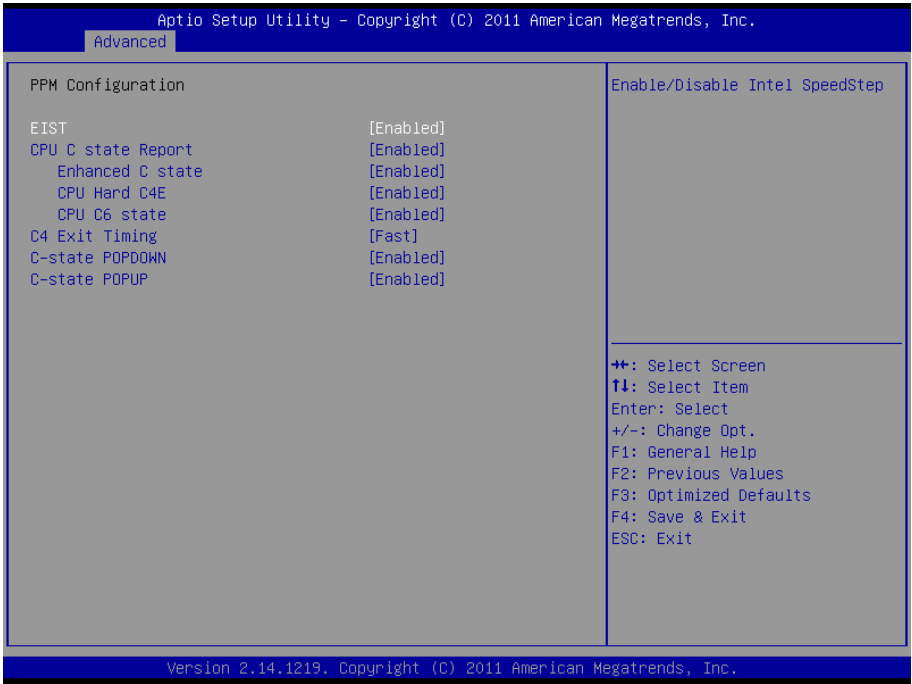 Aptio Setup Utility – Copyright (C) 2011 American Megatrends, Inc.
Advanced
PPM Configuration
EIST [Enabled]
CPU C state Report [Enabled]
Enhanced C state [Enabled]
CPU Hard C4E [Enabled]
CPU C6 state [Enabled]
C4 Exit Timing [Fast]
C-state POPDOWN [Enabled]
C-state POPUP [Enabled]
Enable/Disable Intel SpeedStep
→←: Select Screen
↑↓: Select Item
Enter: Select
+/-: Change Opt.
F1: General Help
F2: Previous Values
F3: Optimized Defaults
F4: Save & Exit
ESC: Exit
Version 2.14.1219. Copyright (C) 2011 American Megatrends, Inc.